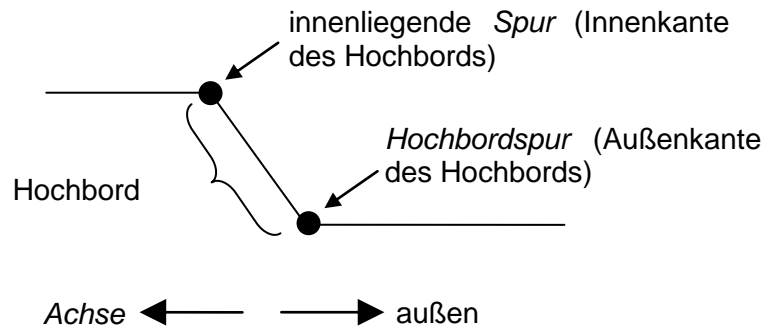 innenliegende Spur (Innenkante
des Hochbords)
Hochbordspur (Außenkante
des Hochbords)
Hochbord
Achse
außen